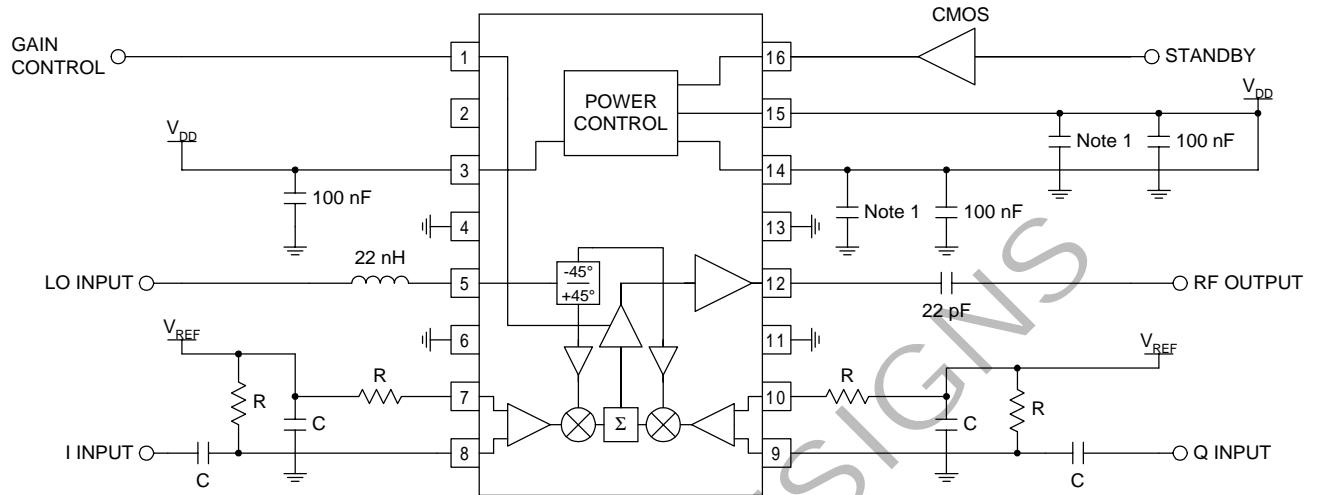 CMOS
GAIN
CONTROL
1
16
STANDBY
POWER
CONTROL
2
15
V_DD
V_DD
Note 1
100 nF
3
14
100 nF
Note 1
100 nF
4
13
22 nH
-45°
+45°
LO INPUT
5
12
RF OUTPUT
22 pF
V_REF
6
11
V_REF
R
R
7
10
R
R
C
Σ
C
I INPUT
8
9
Q INPUT
C
C
SIGNS